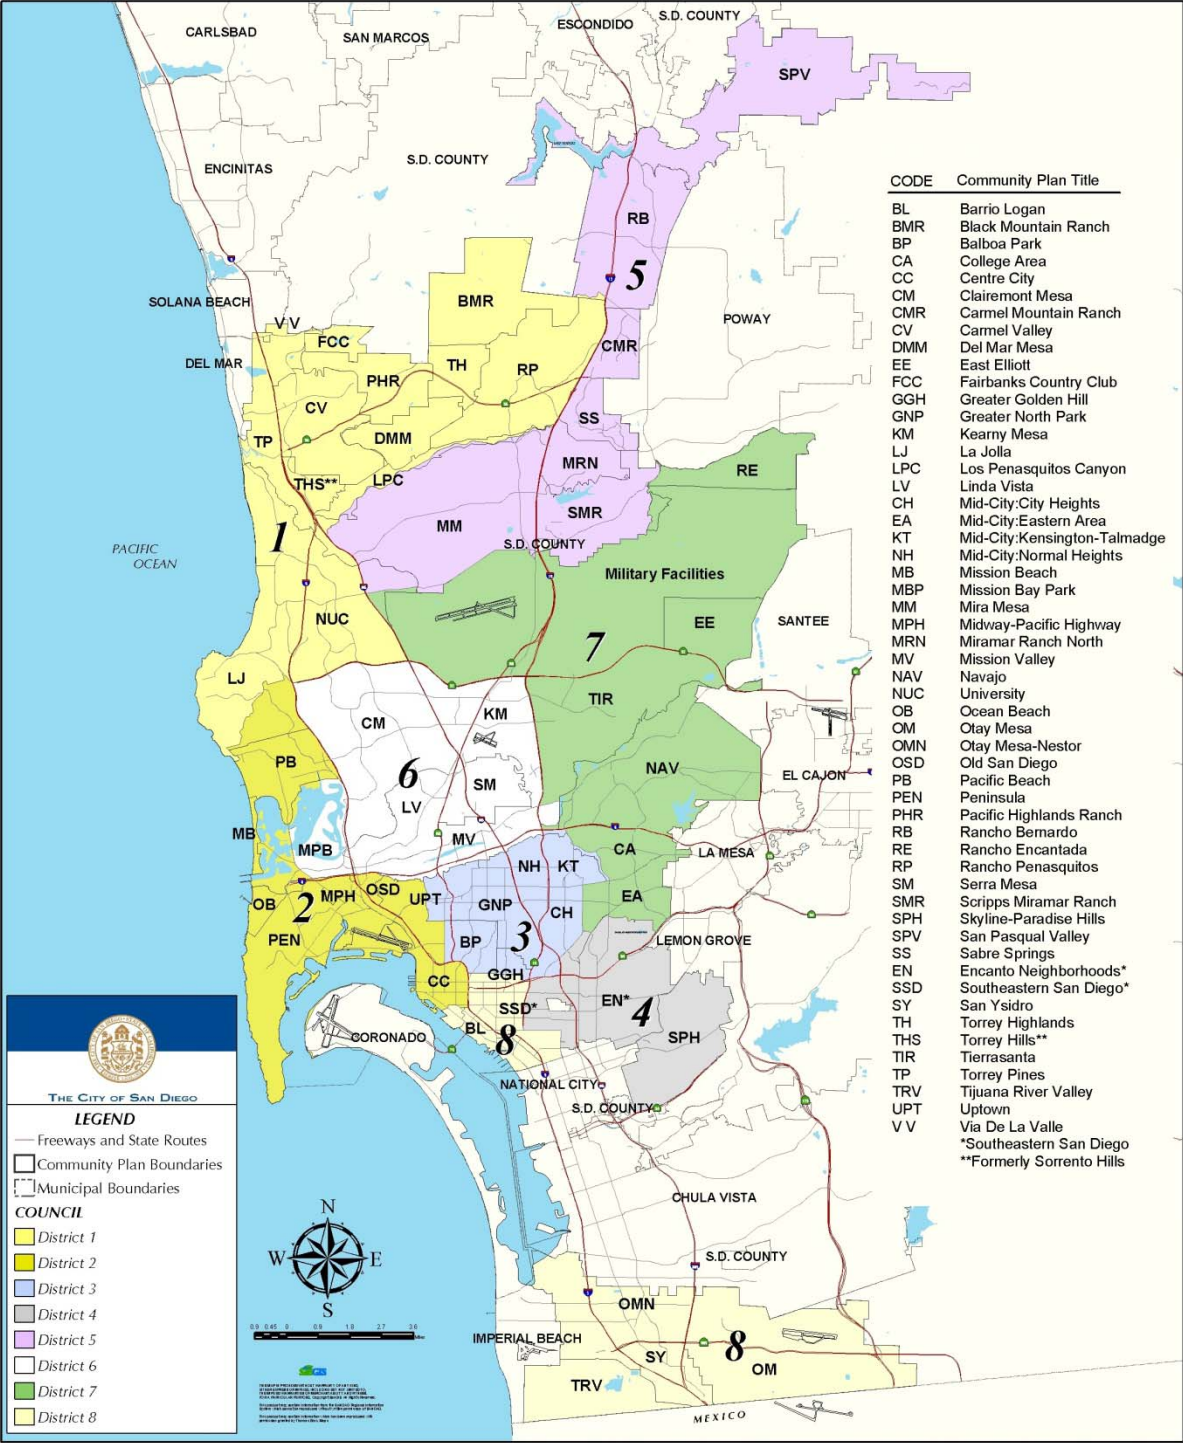 CARLSBAD
SAN MARCOS
ESCONDIDO
S.D. COUNTY
SPV
ENCINITAS
S.D. COUNTY
RB
5
SOLANA BEACH
BMR
V V
FCC
POWAY
DEL MAR
CMR
PHR
TH
RP
CV
SS
TP
DMM
THS**
LPC
MRN
RE
MM
SMR
1
S.D. COUNTY
PACIFIC
OCEAN
Military Facilities
NUC
EE
SANTEE
7
LJ
TIR
CM
KM
PB
6
SM
NAV
EL CAJON
LV
MB
MPB
MV
CA
LA MESA
NH
KT
OB
2
MPH
OSD
UPT
GNP
CH
EA
PEN
BP
3
LEMON GROVE
CC
GGH
SSD*
EN*
4
CORONADO
BL
8
SPH
NATIONAL CITY
S.D. COUNTY
CHULA VISTA
S.D. COUNTY
OMN
IMPERIAL BEACH
SY
8
OM
TRV
MEXICO
CODE Community Plan Title
BL Barrio Logan
BMR Black Mountain Ranch
BP Balboa Park
CA College Area
CC Centre City
CM Clairemont Mesa
CMR Carmel Mountain Ranch
CV Carmel Valley
DMM Del Mar Mesa
EE East Elliott
FCC Fairbanks Country Club
GGH Greater Golden Hill
GNP Greater North Park
KM Kearny Mesa
LJ La Jolla
LPC Los Penasquitos Canyon
LV Linda Vista
CH Mid-City:City Heights
EA Mid-City:Eastern Area
KT Mid-City:Kensington-Talmadge
NH Mid-City:Normal Heights
MB Mission Beach
MBP Mission Bay Park
MM Mira Mesa
MPH Midway-Pacific Highway
MRN Miramar Ranch North
MV Mission Valley
NAV Navajo
NUC University
OB Ocean Beach
OM Otay Mesa
OMN Otay Mesa-Nestor
OSD Old San Diego
PB Pacific Beach
PEN Peninsula
PHR Pacific Highlands Ranch
RB Rancho Bernardo
RE Rancho Encantada
RP Rancho Penasquitos
SM Serra Mesa
SMR Scripps Miramar Ranch
SPH Skyline-Paradise Hills
SPV San Pasqual Valley
SS Sabre Springs
EN Encanto Neighborhoods*
SSD Southeastern San Diego*
SY San Ysidro
TH Torrey Highlands
THS Torrey Hills**
TIR Tierrasanta
TP Torrey Pines
TRV Tijuana River Valley
UPT Uptown
V V Via De La Valle
*Southeastern San Diego
**Formerly Sorrento Hills
THE CITY OF SAN DIEGO
LEGEND
Freeways and State Routes
Community Plan Boundaries
Municipal Boundaries
COUNCIL
District 1
District 2
District 3
District 4
District 5
District 6
District 7
District 8
N
W E
S
0.9 0.45 0 0.9 1.8 2.7 3.6